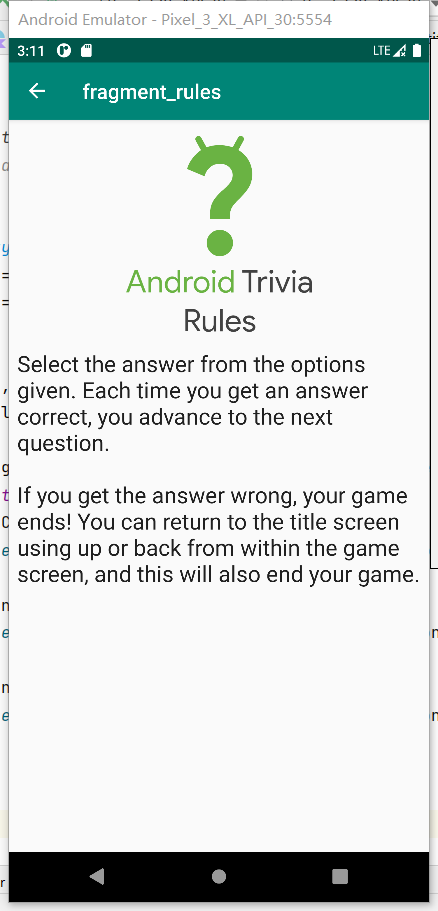 Android Emulator - Pixel_3_XL_API_30:5554
3:11
LTE
fragment_rules
Android Trivia
Rules
Select the answer from the options
given. Each time you get an answer
correct, you advance to the next
question.
If you get the answer wrong, your game
ends! You can return to the title screen
using up or back from within the game
screen, and this will also end your game.